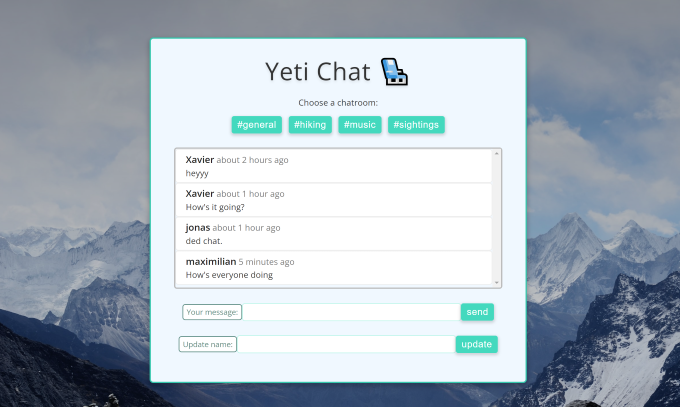 Yeti Chat
Choose a chatroom:
#general #hiking #music #sightings
Xavier about 2 hours ago
heyyy
Xavier about 1 hour ago
How's it going?
jonas about 1 hour ago
ded chat.
maximilian 5 minutes ago
How's everyone doing
Your message: send
Update name: update